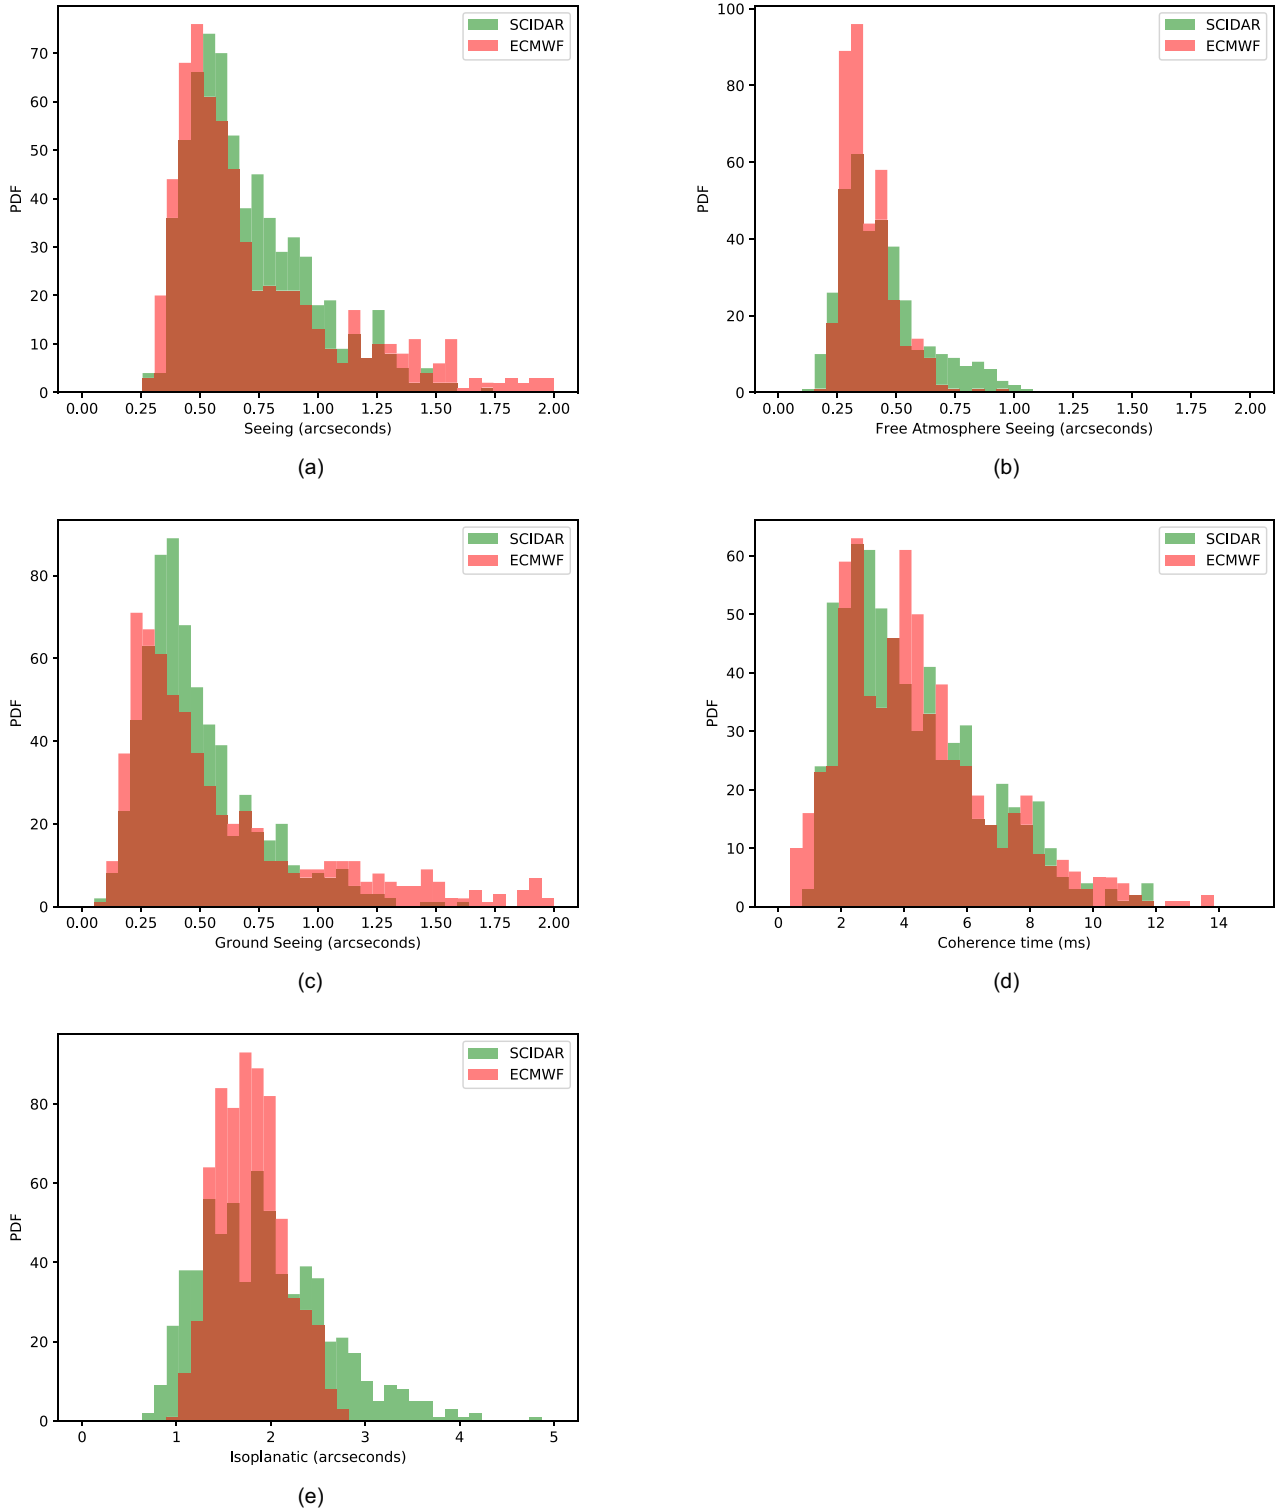 SCIDAR
ECMWF
PDF
70
60
50
40
30
20
10
0
0.00 0.25 0.50 0.75 1.00 1.25 1.50 1.75 2.00
Seeing (arcseconds)
(a)
SCIDAR
ECMWF
PDF
100
80
60
40
20
0
0.00 0.25 0.50 0.75 1.00 1.25 1.50 1.75 2.00
Free Atmosphere Seeing (arcseconds)
(b)
SCIDAR
ECMWF
PDF
80
60
40
20
0
0.00 0.25 0.50 0.75 1.00 1.25 1.50 1.75 2.00
Ground Seeing (arcseconds)
(c)
SCIDAR
ECMWF
PDF
60
50
40
30
20
10
0
0 2 4 6 8 10 12 14
Coherence time (ms)
(d)
SCIDAR
ECMWF
PDF
80
60
40
20
0
0 1 2 3 4 5
Isoplanatic (arcseconds)
(e)